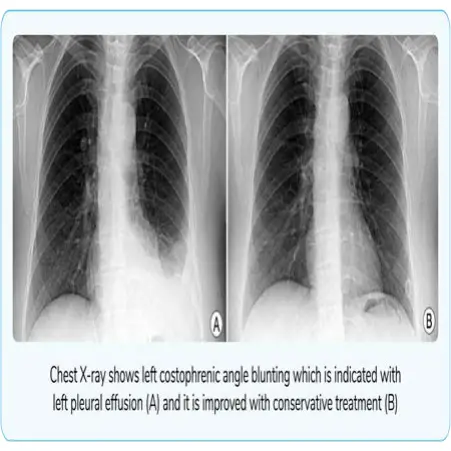 A
B
Chest X-ray shows left costophrenic angle blunting which is indicated with
left pleural effusion (A) and it is improved with conservative treatment (B)